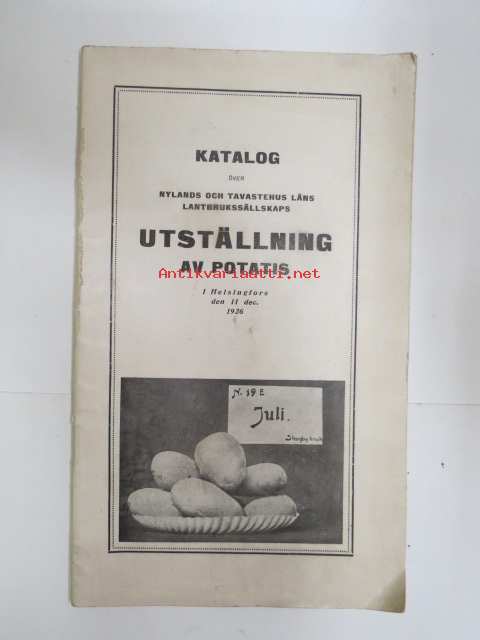 KATALOG
ÖVER
NYLANDS OCH TAVASTEHUS LÄNS
LANTBRUKSSÄLLSKAPS
UTSTÄLLNING
AV POTATIS
Antikvariaatti.net
I Helsingfors
den 11 dec.
1926
N. 19 E
Juli.